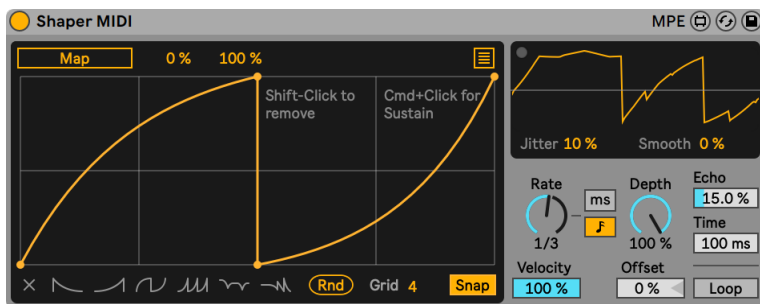 Shaper MIDI
MPE
Map 0 % 100 %
Shift-Click to
remove
Cmd+Click for
Sustain
Rnd Grid 4 Snap
Jitter 10 % Smooth 0 %
Rate
ms
1/3
Depth
100 %
Echo
15.0 %
Time
100 ms
Velocity
100 %
Offset
0 %
Loop